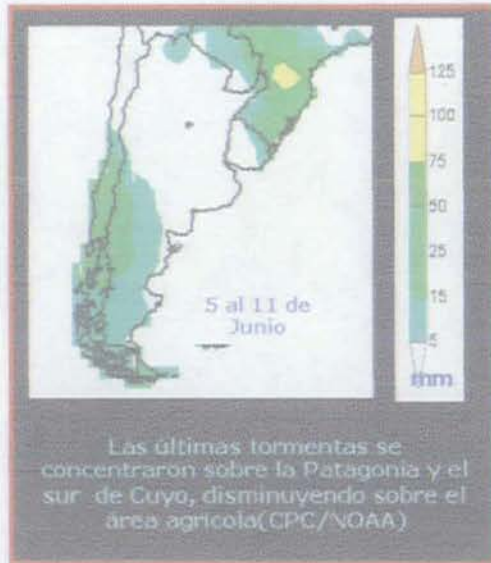 125
100
75
50
25
15
5
mm
5 al 11 de
Junio
Las últimas tormentas se
concentraron sobre la Patagonia y el
sur de Cuyo, disminuyendo sobre el
área agrícola(CPC/NOAA)